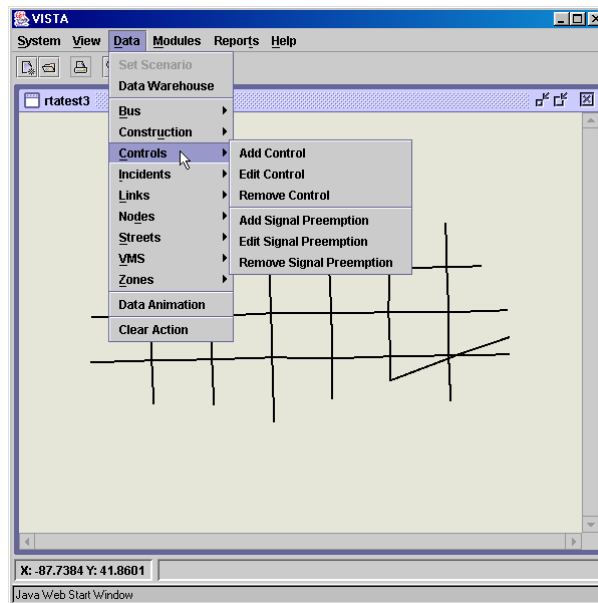 VISTA
System View Data Modules Reports Help
Set Scenario
Data Warehouse
rtatest3
Bus
Construction
Controls
Incidents
Links
Nodes
Streets
VMS
Zones
Data Animation
Clear Action
Add Control
Edit Control
Remove Control
Add Signal Preemption
Edit Signal Preemption
Remove Signal Preemption
X: -87.7384 Y: 41.8601
Java Web Start Window